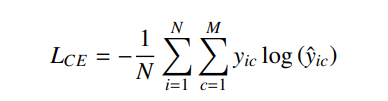 $L_{CE} = -\frac{1}{N} \sum_{i=1}^{N} \sum_{c=1}^{M} y_{ic} \log (\hat{y}_{ic})$